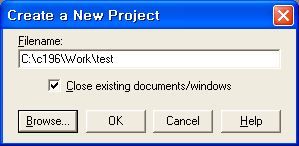 Create a New Project
Filename:
C:\c196\Work\test
Close existing documents/windows
Browse... OK Cancel Help